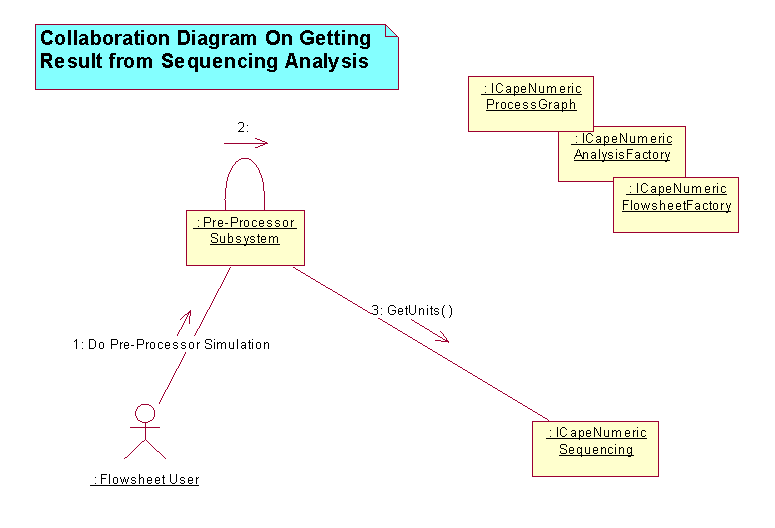 Collaboration Diagram On Getting
Result from Sequencing Analysis
: ICapeNumeric
ProcessGraph
: ICapeNumeric
AnalysisFactory
: ICapeNumeric
FlowsheetFactory
2:
: Pre-Processor
Subsystem
3: GetUnits( )
1: Do Pre-Processor Simulation
: ICapeNumeric
Sequencing
: Flowsheet User